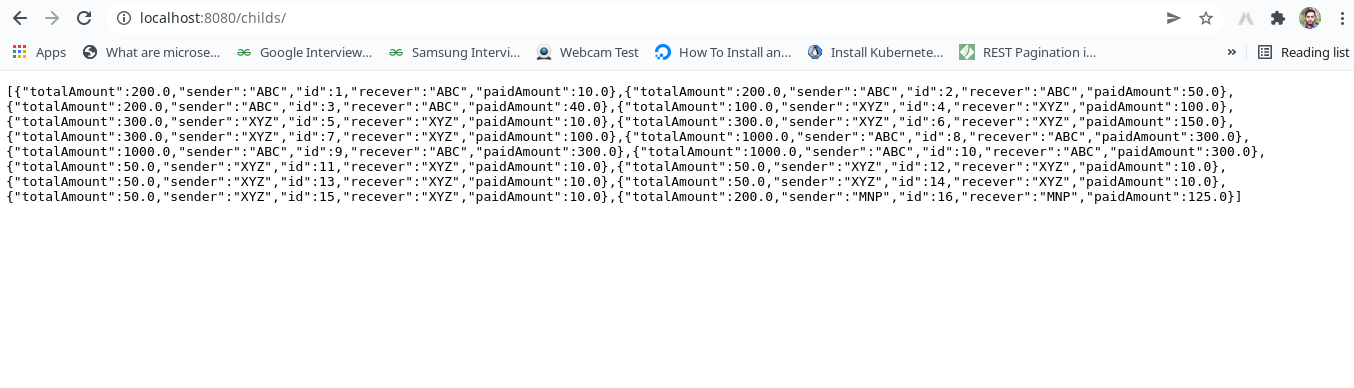 localhost:8080/childs/
Apps What are microse... Google Interview... Samsung Intervi... Webcam Test How To Install an... Install Kubernete... REST Pagination i... » Reading list
[{"totalAmount":200.0,"sender":"ABC","id":1,"recever":"ABC","paidAmount":10.0},{"totalAmount":200.0,"sender":"ABC","id":2,"recever":"ABC","paidAmount":50.0},
{"totalAmount":200.0,"sender":"ABC","id":3,"recever":"ABC","paidAmount":40.0},{"totalAmount":100.0,"sender":"XYZ","id":4,"recever":"XYZ","paidAmount":100.0},
{"totalAmount":300.0,"sender":"XYZ","id":5,"recever":"XYZ","paidAmount":10.0},{"totalAmount":300.0,"sender":"XYZ","id":6,"recever":"XYZ","paidAmount":150.0},
{"totalAmount":300.0,"sender":"XYZ","id":7,"recever":"XYZ","paidAmount":100.0},{"totalAmount":1000.0,"sender":"ABC","id":8,"recever":"ABC","paidAmount":300.0},
{"totalAmount":1000.0,"sender":"ABC","id":9,"recever":"ABC","paidAmount":300.0},{"totalAmount":1000.0,"sender":"ABC","id":10,"recever":"ABC","paidAmount":300.0},
{"totalAmount":50.0,"sender":"XYZ","id":11,"recever":"XYZ","paidAmount":10.0},{"totalAmount":50.0,"sender":"XYZ","id":12,"recever":"XYZ","paidAmount":10.0},
{"totalAmount":50.0,"sender":"XYZ","id":13,"recever":"XYZ","paidAmount":10.0},{"totalAmount":50.0,"sender":"XYZ","id":14,"recever":"XYZ","paidAmount":10.0},
{"totalAmount":50.0,"sender":"XYZ","id":15,"recever":"XYZ","paidAmount":10.0},{"totalAmount":200.0,"sender":"MNP","id":16,"recever":"MNP","paidAmount":125.0}]